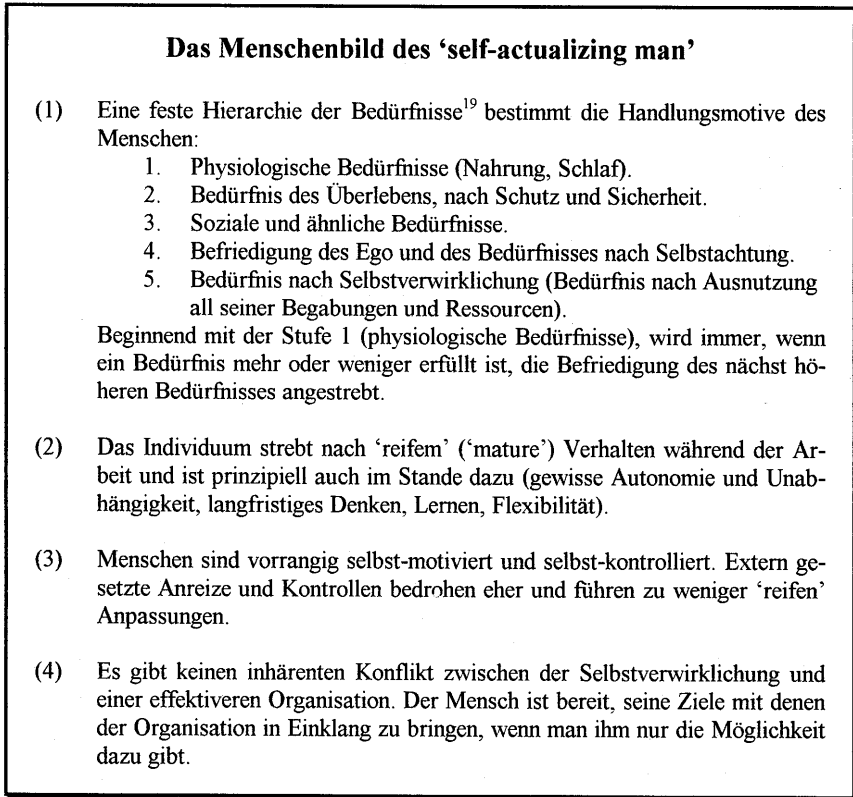 Das Menschenbild des ‘self-actualizing man’
(1) Eine feste Hierarchie der Bedürfnisse19 bestimmt die Handlungsmotive des
Menschen:
1. Physiologische Bedürfnisse (Nahrung, Schlaf).
2. Bedürfnis des Überlebens, nach Schutz und Sicherheit.
3. Soziale und ähnliche Bedürfnisse.
4. Befriedigung des Ego und des Bedürfnisses nach Selbstachtung.
5. Bedürfnis nach Selbstverwirklichung (Bedürfnis nach Ausnutzung
all seiner Begabungen und Ressourcen).
Beginnend mit der Stufe 1 (physiologische Bedürfnisse), wird immer, wenn
ein Bedürfnis mehr oder weniger erfüllt ist, die Befriedigung des nächst hö-
heren Bedürfnisses angestrebt.
(2) Das Individuum strebt nach ‘reifem’ (‘mature’) Verhalten während der Ar-
beit und ist prinzipiell auch im Stande dazu (gewisse Autonomie und Unab-
hängigkeit, langfristiges Denken, Lernen, Flexibilität).
(3) Menschen sind vorrangig selbst-motiviert und selbst-kontrolliert. Extern ge-
setzte Anreize und Kontrollen bedrohen eher und führen zu weniger ‘reifen’
Anpassungen.
(4) Es gibt keinen inhärenten Konflikt zwischen der Selbstverwirklichung und
einer effektiveren Organisation. Der Mensch ist bereit, seine Ziele mit denen
der Organisation in Einklang zu bringen, wenn man ihm nur die Möglichkeit
dazu gibt.